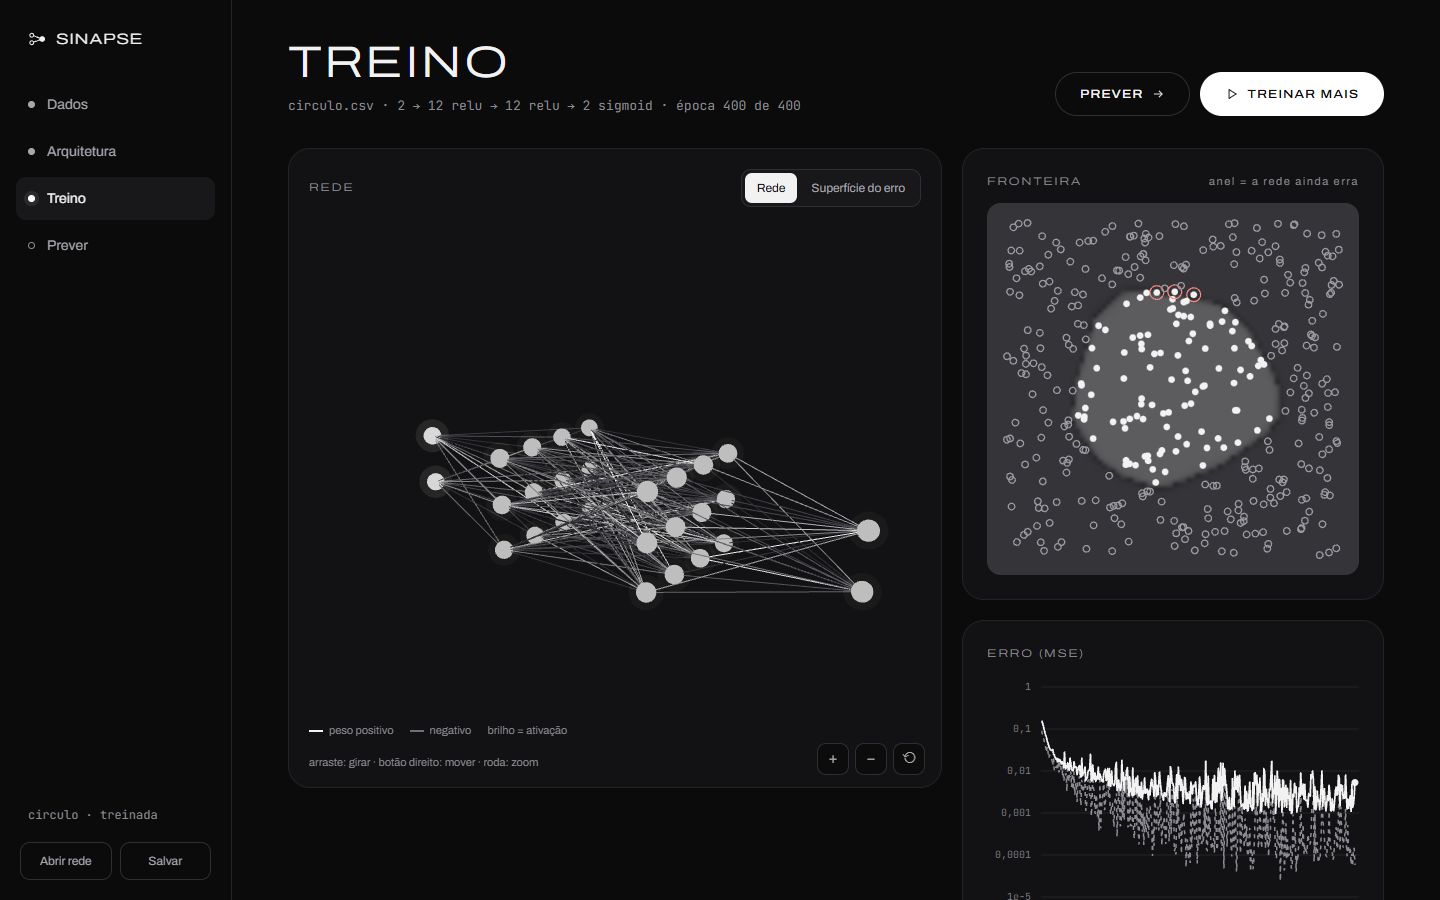 SINAPSE
Dados
Arquitetura
Treino
Prever
circulo · treinada
Abrir rede
Salvar
TREINO
circulo.csv · 2 → 12 relu → 12 relu → 2 sigmoid · época 400 de 400
PREVER →
TREINAR MAIS
REDE
Rede
Superfície do erro
peso positivo
negativo
brilho = ativação
arraste: girar · botão direito: mover · roda: zoom
+
−
FRONTEIRA
anel = a rede ainda erra
ERRO (MSE)
1
0,1
0,01
0,001
0,0001
1e-5